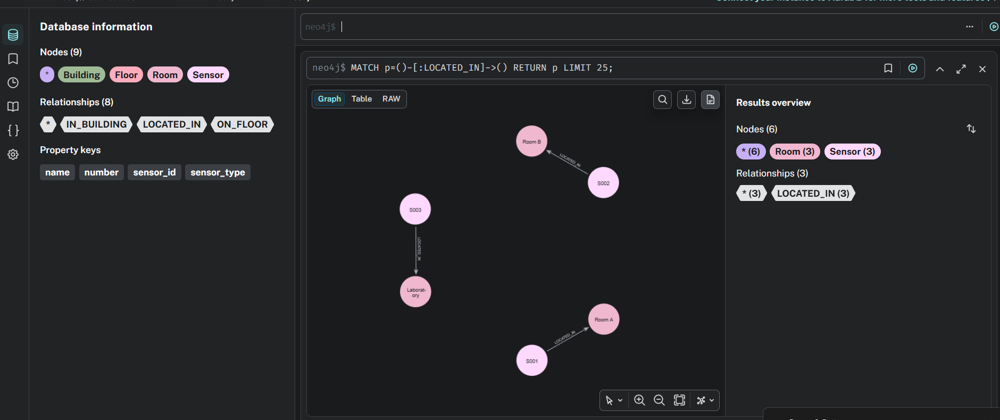 Database information
Nodes (9)
* Building Floor Room Sensor
Relationships (8)
* IN_BUILDING LOCATED_IN ON_FLOOR
Property keys
name number sensor_id sensor_type
neo4j$
neo4j$ MATCH p=()-[:LOCATED_IN]->() RETURN p LIMIT 25;
Graph Table RAW
Room B
LOCATED_IN
S002
S003
LOCATED_IN
Laborat-
ory
Room A
LOCATED_IN
S001
Results overview
Nodes (6)
* (6) Room (3) Sensor (3)
Relationships (3)
* (3) LOCATED_IN (3)